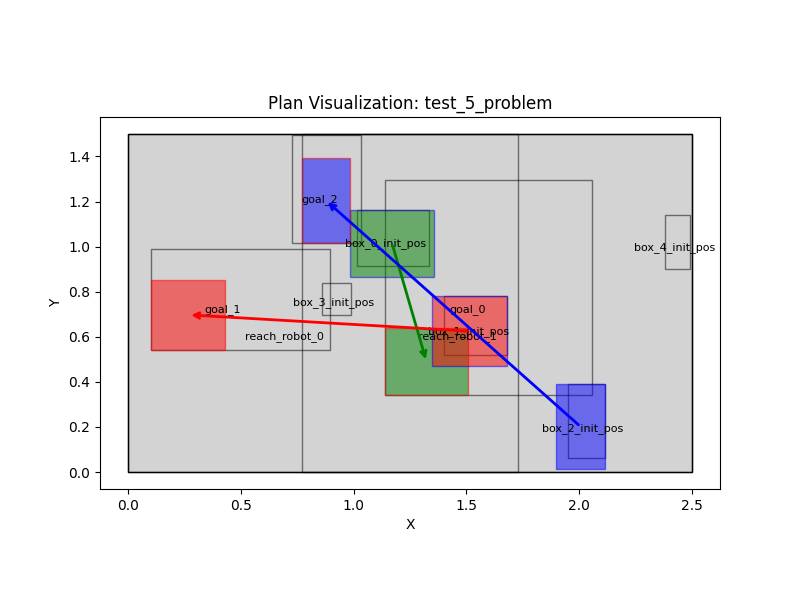 Plan Visualization: test_5_problem
1.4
1.2
1.0
0.8
0.6
0.4
0.2
0.0
Y
goal_2
box_0_init_pos
box_4_init_pos
box_3_init_pos
goal_1
goal_0
box_1_init_pos
reach_robot_0
reach_robot_1
box_2_init_pos
0.0
0.5
1.0
1.5
2.0
2.5
X